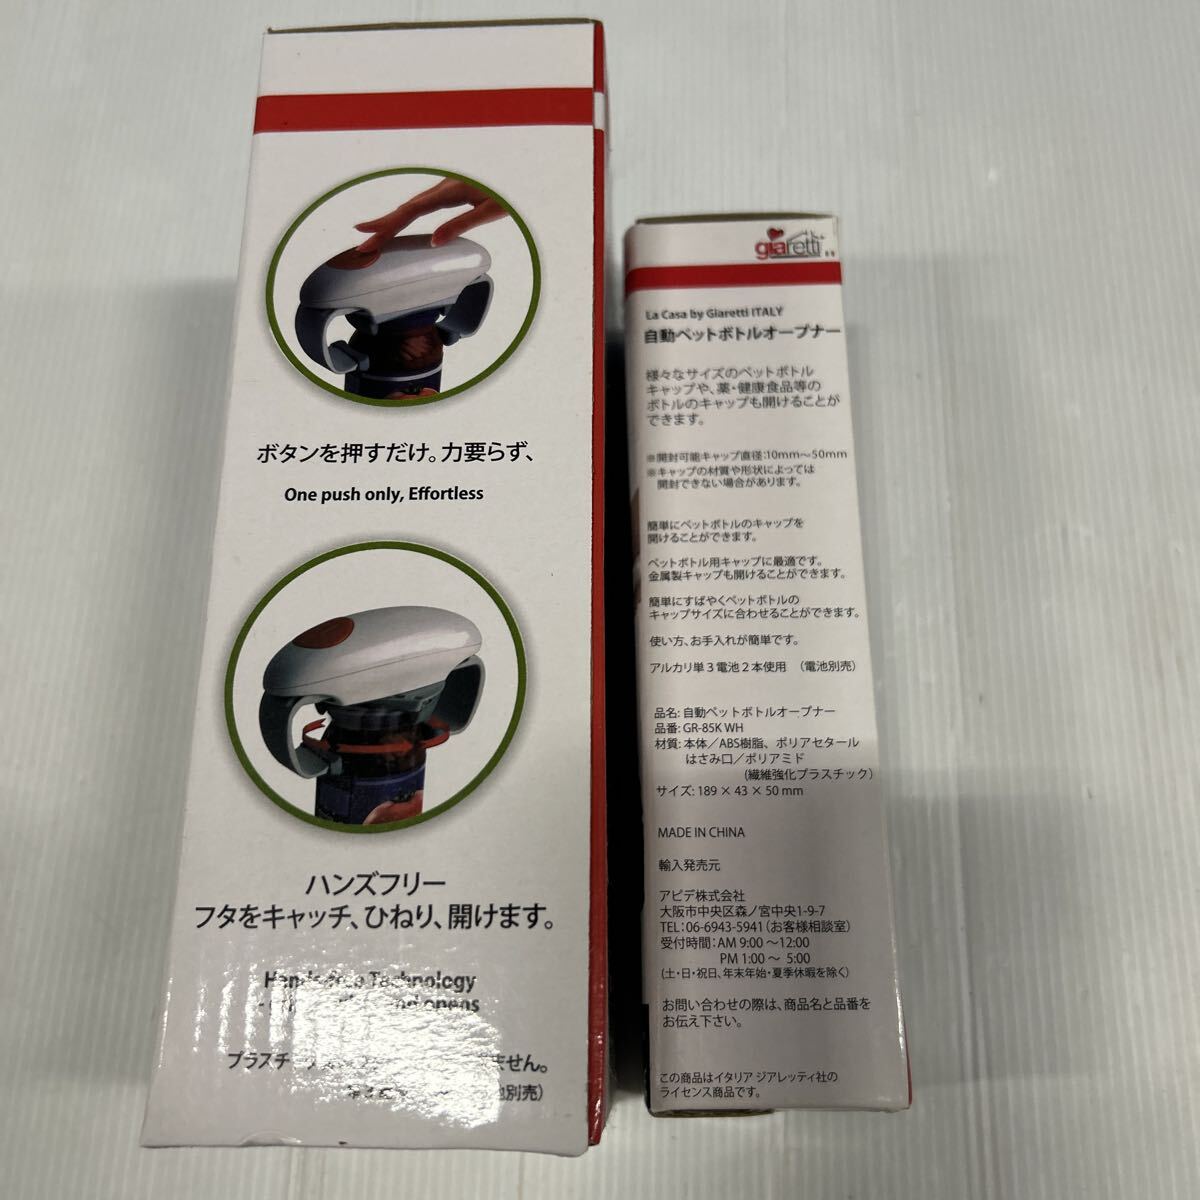 ボタンを押すだけ。力要らず、
One push only, Effortless
ハンズフリー
フタをキャッチ、ひねり、開けます。
Hands-free Technology
and opens
プラスチ
ません。
別売)
giaretti
La Casa by Giaretti ITALY
自動ペットボトルオープナー
様々なサイズのペットボトル
キャップや、薬・健康食品等の
ボトルのキャップも開けることが
できます。
※開封可能キャップ直径:10mm～50mm
※キャップの材質や形状によっては
開封できない場合があります。
簡単にペットボトルのキャップを
開けることができます。
ペットボトル用キャップに最適です。
金属製キャップも開けることができます。
簡単にすばやくペットボトルの
キャップサイズに合わせることができます。
使い方、お手入れが簡単です。
アルカリ単3電池2本使用 (電池別売)
品名: 自動ペットボトルオープナー
品番: GR-85K WH
材質: 本体/ABS樹脂、ポリアセタール
はさみ口/ポリアミド
(繊維強化プラスチック)
サイズ: 189 × 43 × 50 mm
MADE IN CHINA
輸入発売元
アピデ株式会社
大阪市中央区森ノ宮中央1-9-7
TEL:06-6943-5941(お客様相談室)
受付時間: AM 9:00 ～12:00
PM 1:00～ 5:00
(土・日・祝日、年末年始・夏季休暇を除く)
お問い合わせの際は、商品名と品番を
お伝え下さい。
この商品はイタリア ジアレッティ社の
ライセンス商品です。